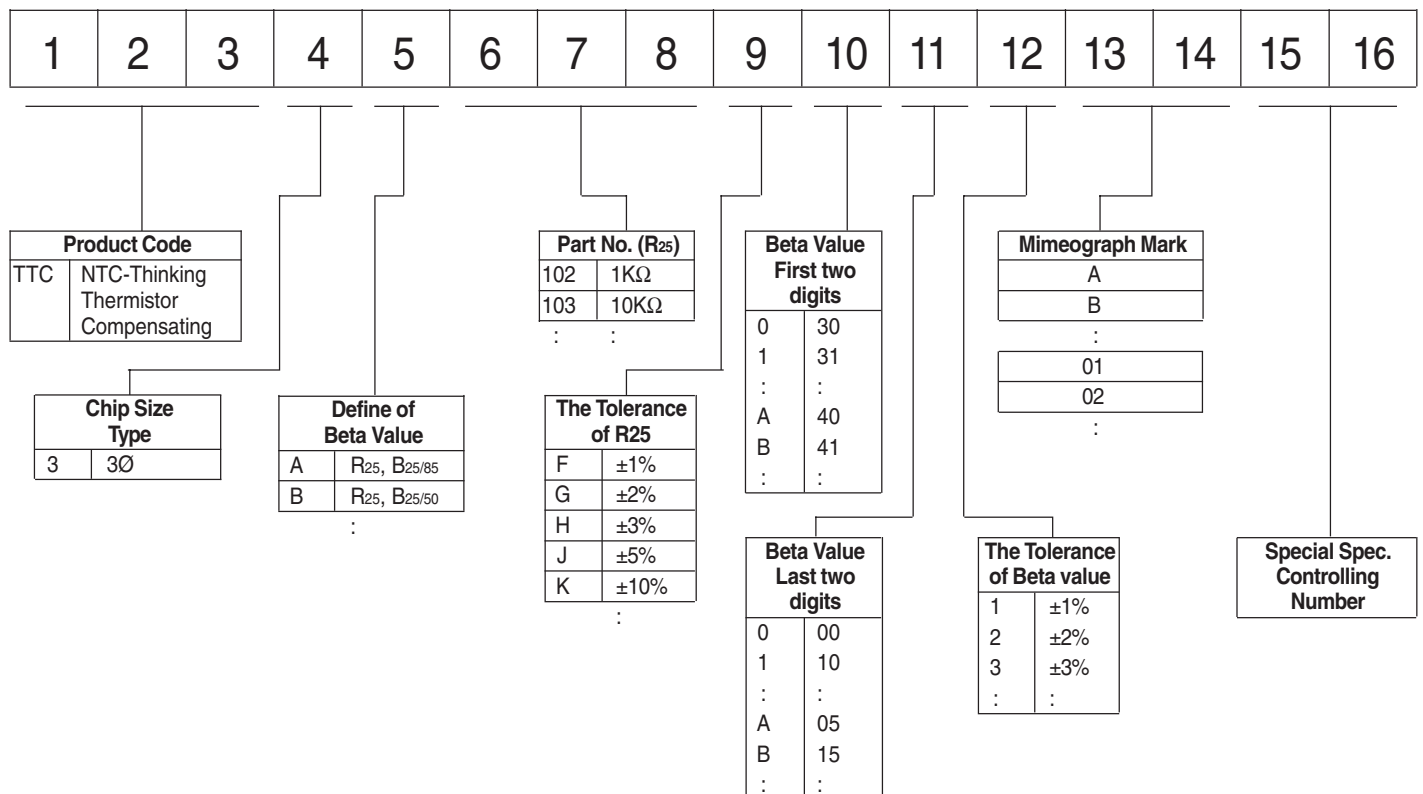 1 2 3 4 5 6 7 8 9 10 11 12 13 14 15 16
Product Code
TTC NTC-Thinking
Thermistor
Compensating
Chip Size
Type
3 3Ø
Define of
Beta Value
A R25, B25/85
B R25, B25/50
:
Part No. (R25)
102 1KΩ
103 10KΩ
: :
The Tolerance
of R25
F ±1%
G ±2%
H ±3%
J ±5%
K ±10%
:
Beta Value
First two
digits
0 30
1 31
: :
A 40
B 41
: :
Beta Value
Last two
digits
0 00
1 10
: :
A 05
B 15
: :
Mimeograph Mark
A
B
:
01
02
:
The Tolerance
of Beta value
1 ±1%
2 ±2%
3 ±3%
: :
Special Spec.
Controlling
Number